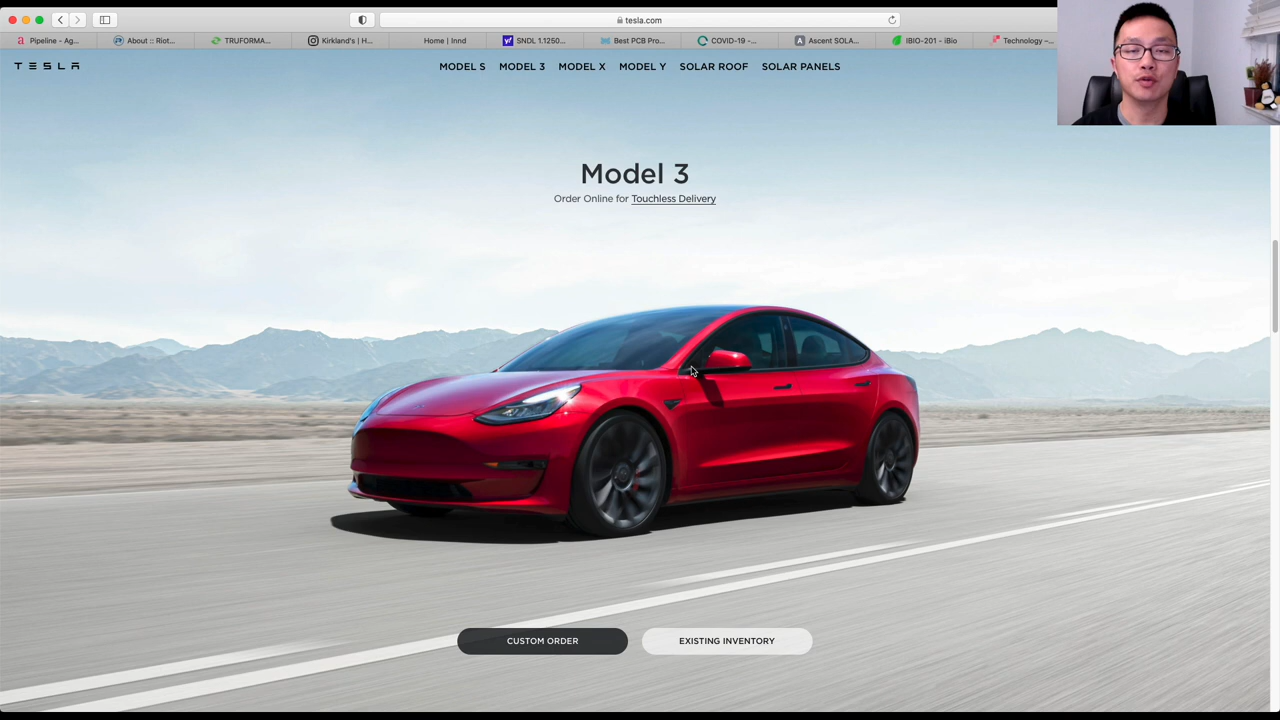 tesla.com
Pipeline - Ag...
About :: Riot...
TRUFORMA...
Kirkland's | H...
Home | Innd
SNDL 1.1250...
Best PCB Pro...
COVID-19 -...
Ascent SOLA...
IBIO-201 - iBio
Technology –...
TESLA
MODEL S
MODEL 3
MODEL X
MODEL Y
SOLAR ROOF
SOLAR PANELS
Model 3
Order Online for Touchless Delivery
CUSTOM ORDER
EXISTING INVENTORY